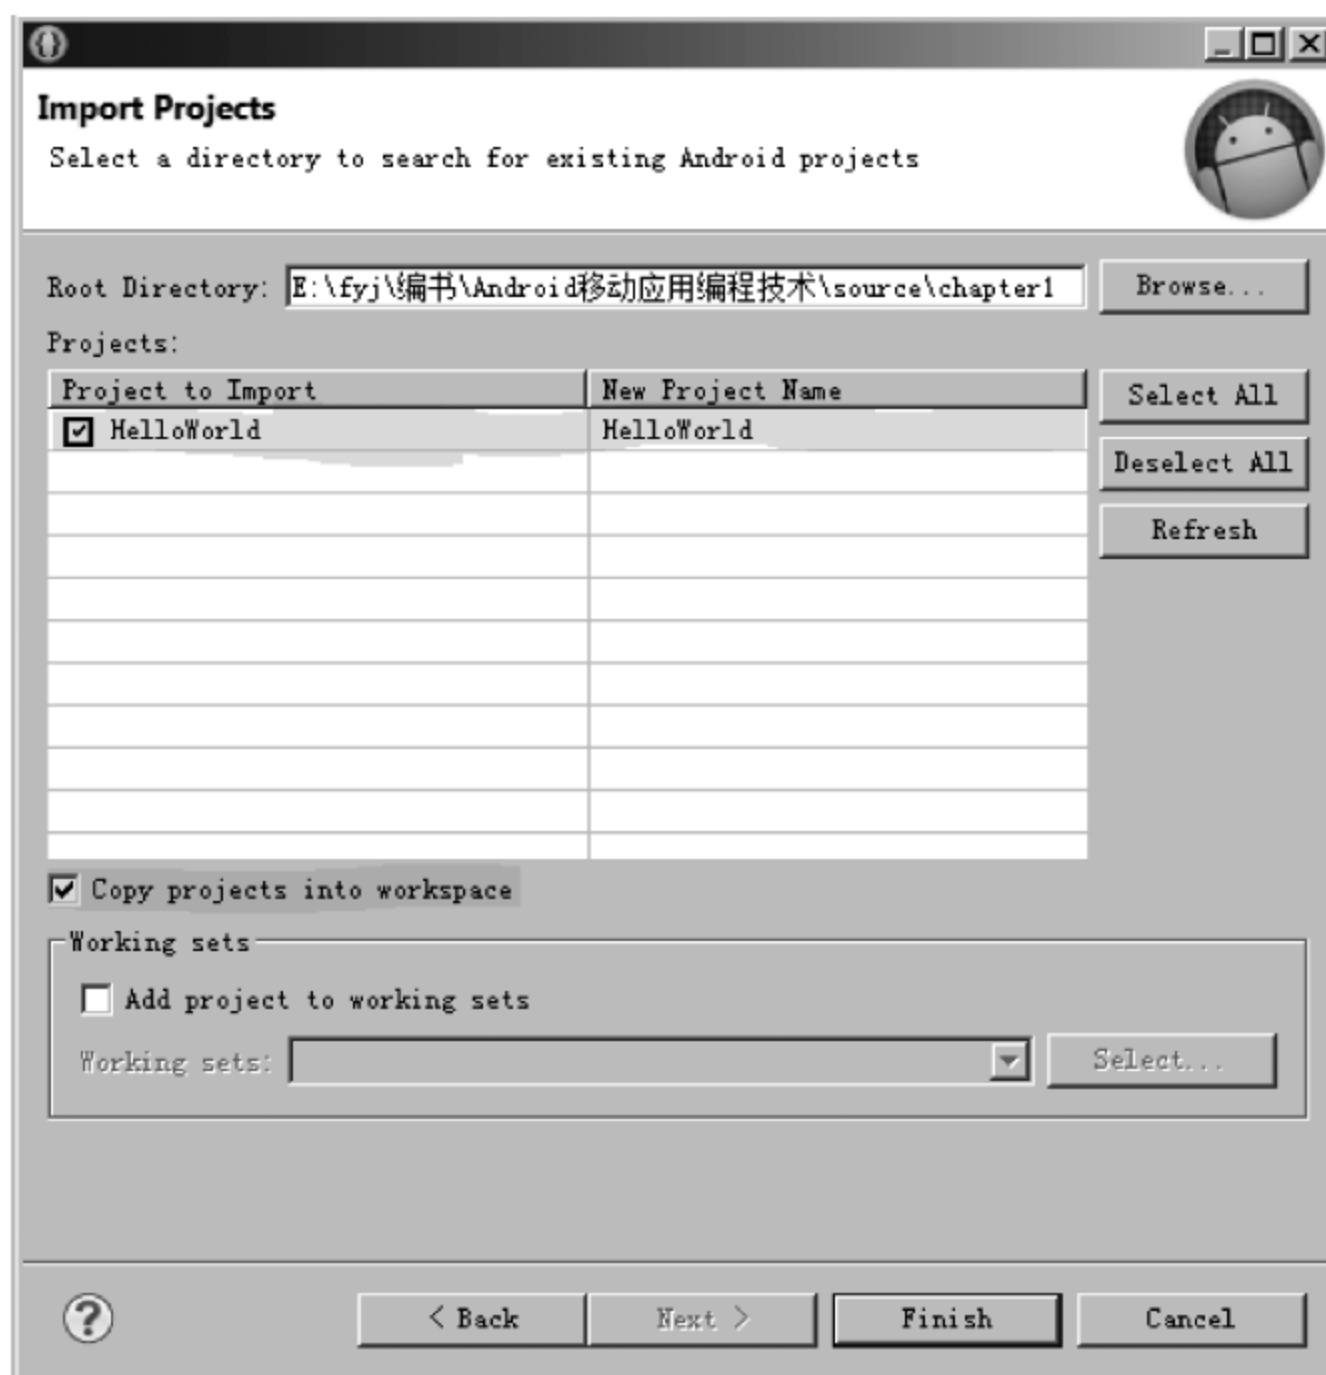 Import Projects
Select a directory to search for existing Android projects
Root Directory: E:\fyj\编书\Android移动应用编程技术\source\chapter1 Browse...
Projects:
Project to Import New Project Name Select All
HelloWorld HelloWorld
Deselect All
Refresh
Copy projects into workspace
Working sets
Add project to working sets
Working sets: Select...
? < Back Next > Finish Cancel